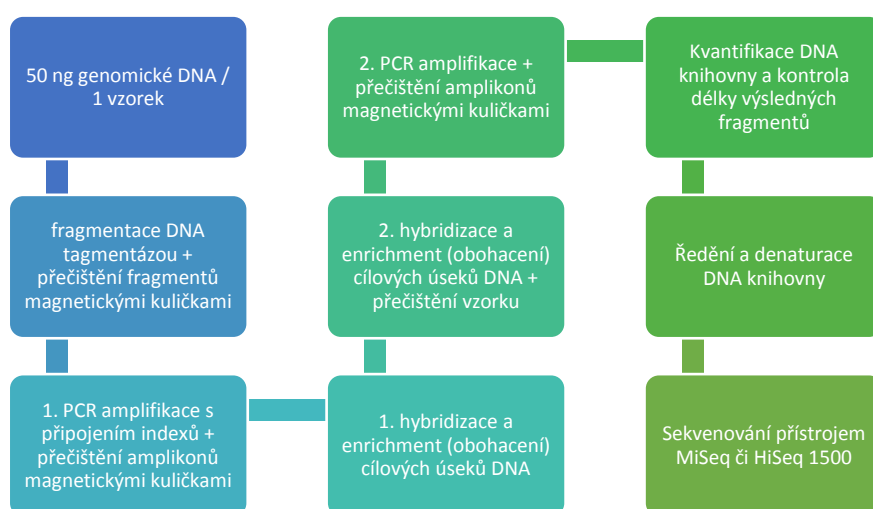 50 ng genomické DNA /
1 vzorek
fragmentace DNA
tagmentázou +
přečištění fragmentů
magnetickými kuličkami
1. PCR amplifikace s
připojením indexů +
přečištění amplikonů
magnetickými kuličkami
1. hybridizace a
enrichment (obohacení)
cílových úseků DNA
2. hybridizace a
enrichment (obohacení)
cílových úseků DNA +
přečištění vzorku
2. PCR amplifikace +
přečištění amplikonů
magnetickými kuličkami
Kvantifikace DNA
knihovny a kontrola
délky výsledných
fragmentů
Ředění a denaturace
DNA knihovny
Sekvenování přístrojem
MiSeq či HiSeq 1500